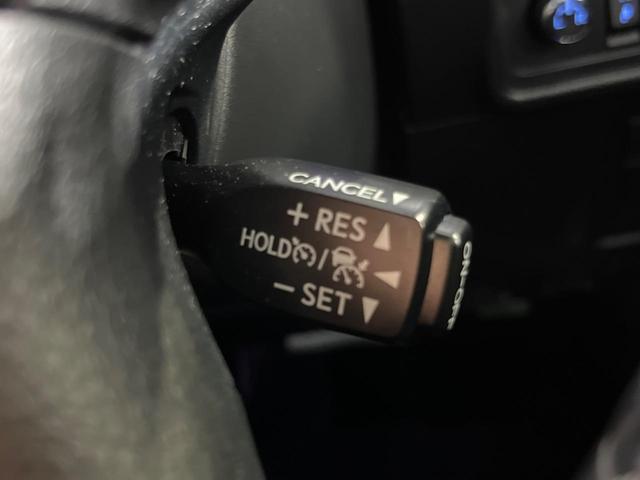 CANCEL▼
+ RES ▲
HOLD / ◀
− SET ▼
ON-OFF